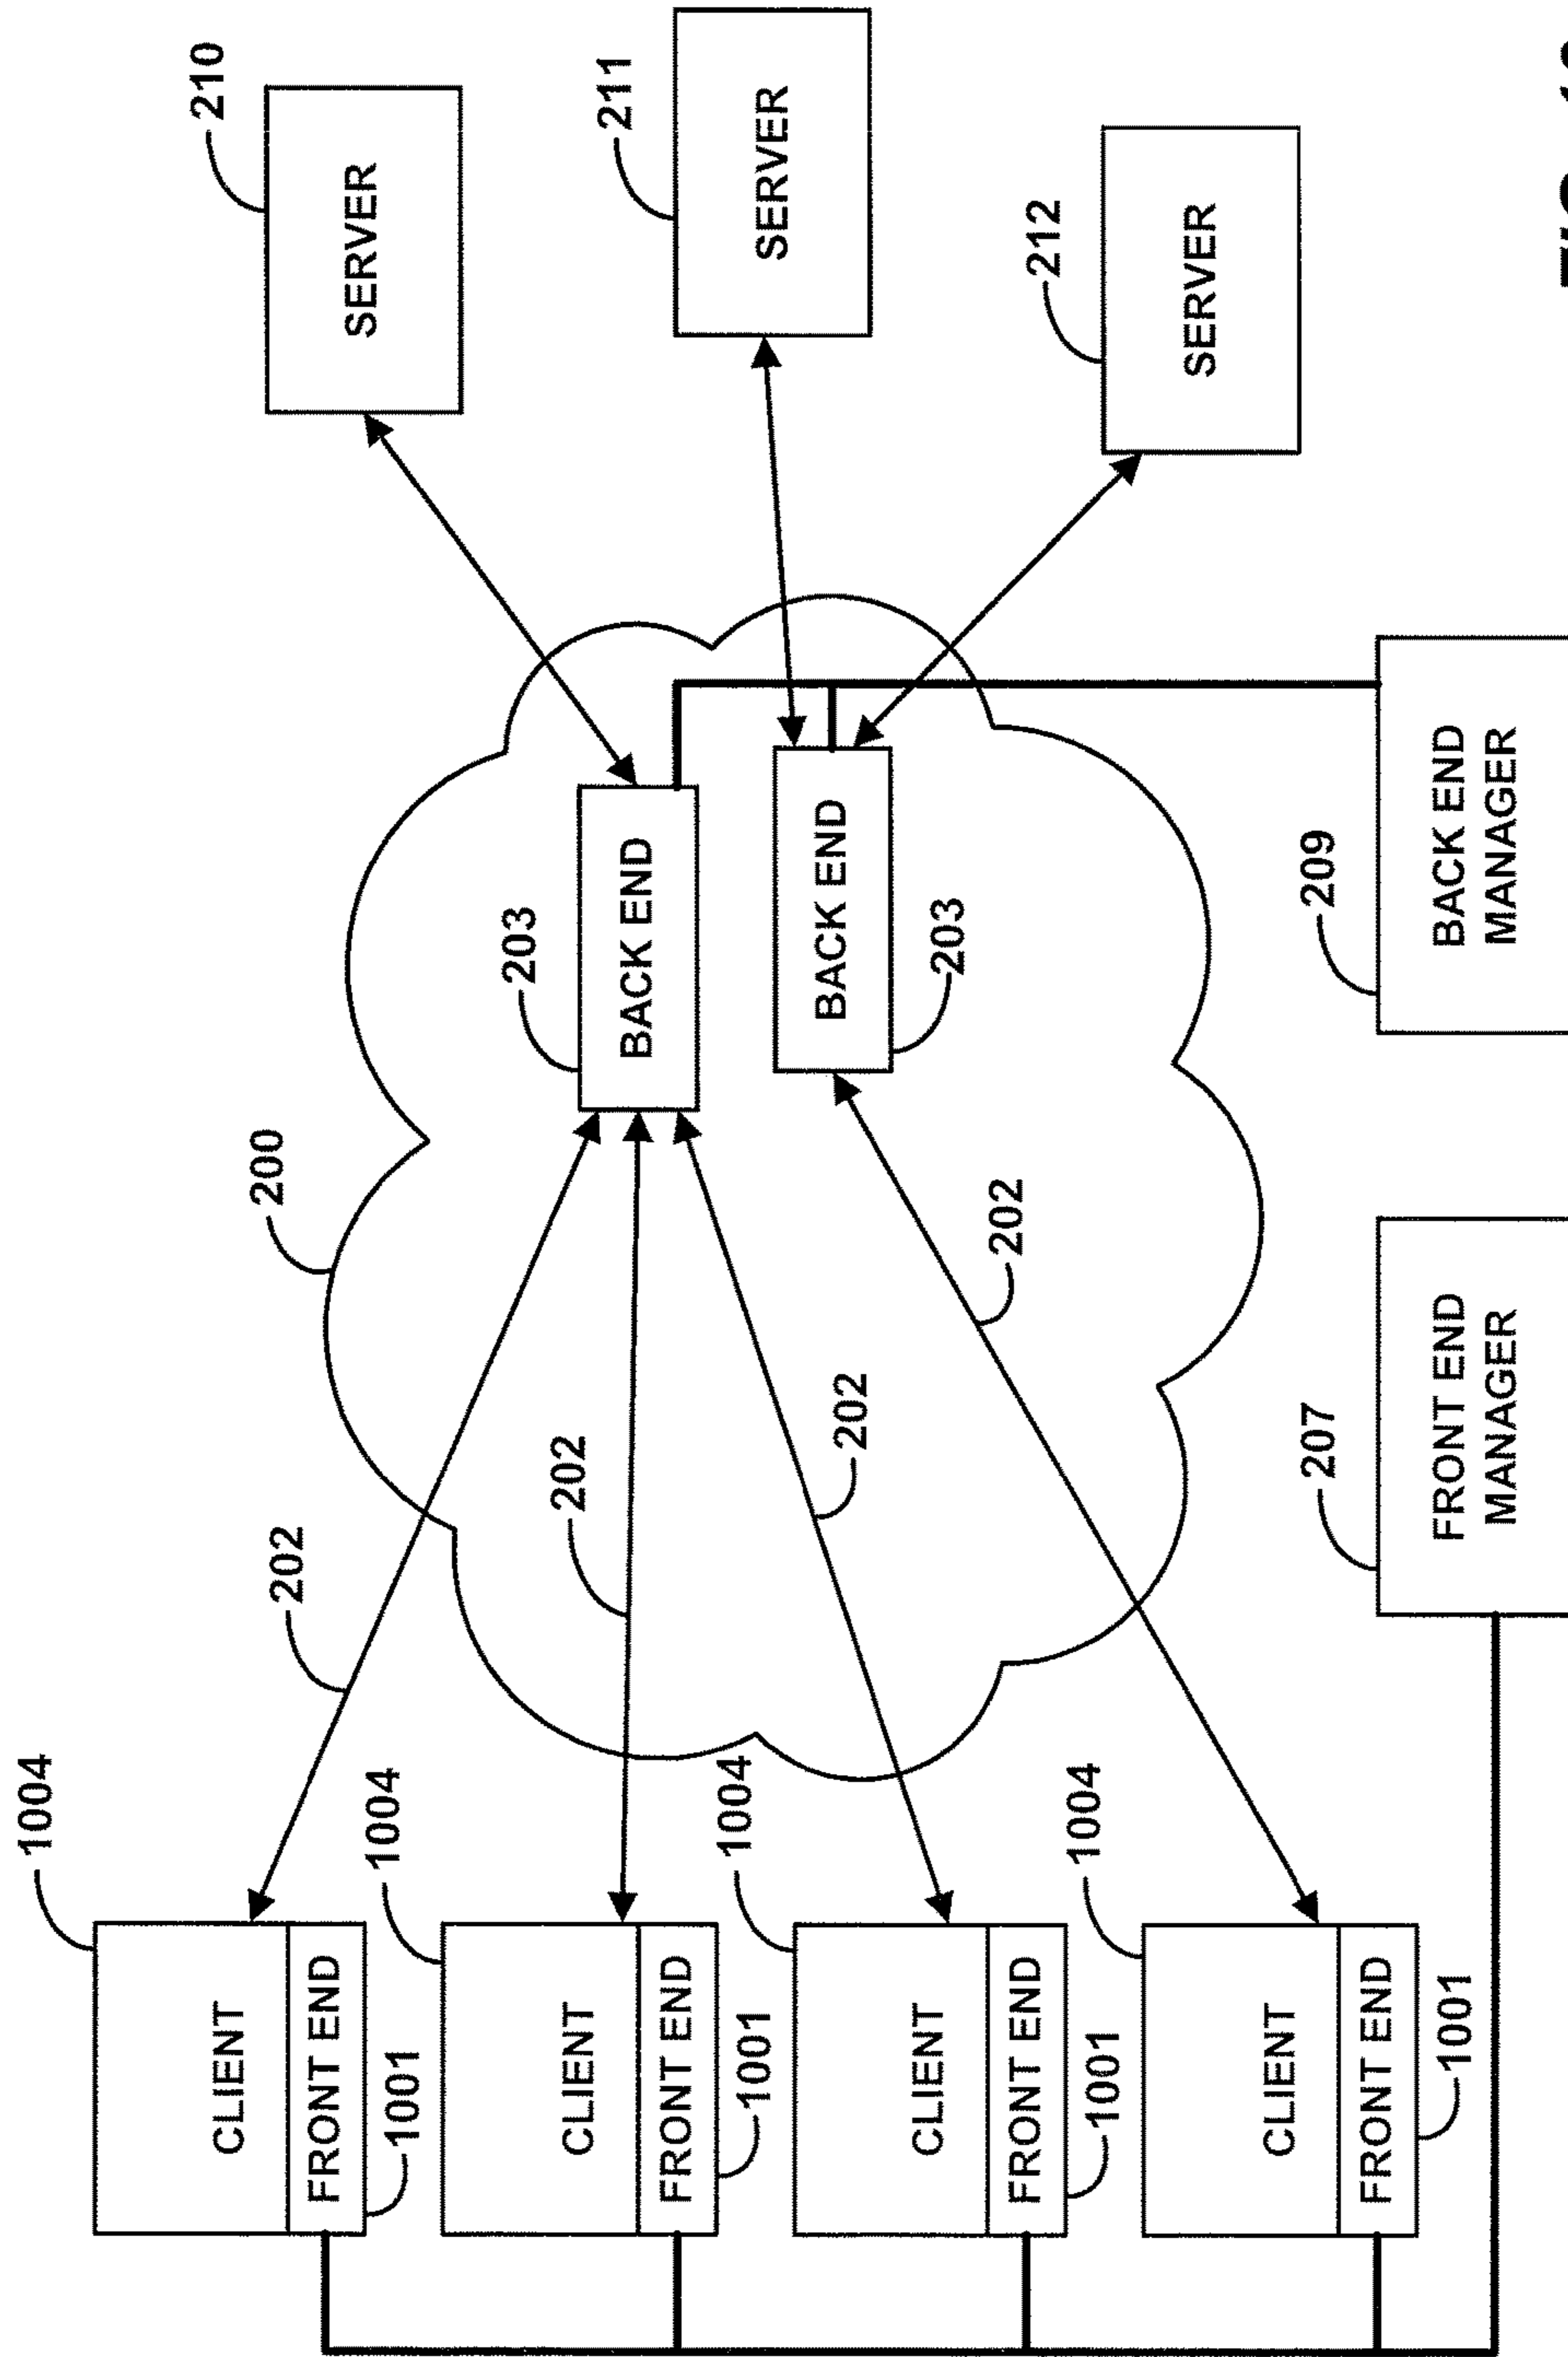 1004
CLIENT
FRONT END
1001
1004
CLIENT
FRONT END
1001
1004
CLIENT
FRONT END
1001
1004
CLIENT
FRONT END
1001
202
202
202
202
200
203
BACK END
BACK END
203
210
SERVER
211
SERVER
212
SERVER
207
FRONT END
MANAGER
209
BACK END
MANAGER